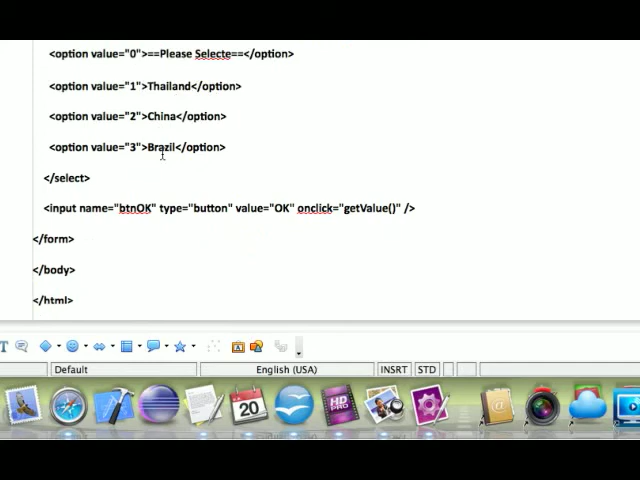 <option value="0">==Please Selecte==</option>
<option value="1">Thailand</option>
<option value="2">China</option>
<option value="3">Brazil</option>
</select>
<input name="btnOK" type="button" value="OK" onclick="getValue()" />
</form>
</body>
</html>
T
Default English (USA) INSRT STD
20 HD PRO @